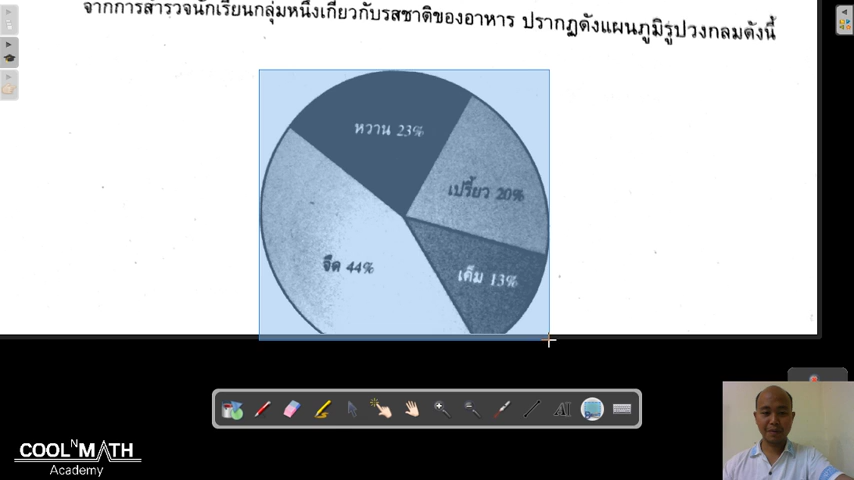 จากการสำรวจนักเรียนกลุ่มหนึ่งเกี่ยวกับรสชาติของอาหาร ปรากฏดังแผนภูมิรูปวงกลมดังนี้
หวาน 23%
เปรี้ยว 20%
จืด 44%
เค็ม 13%
COOL N MATH
Academy